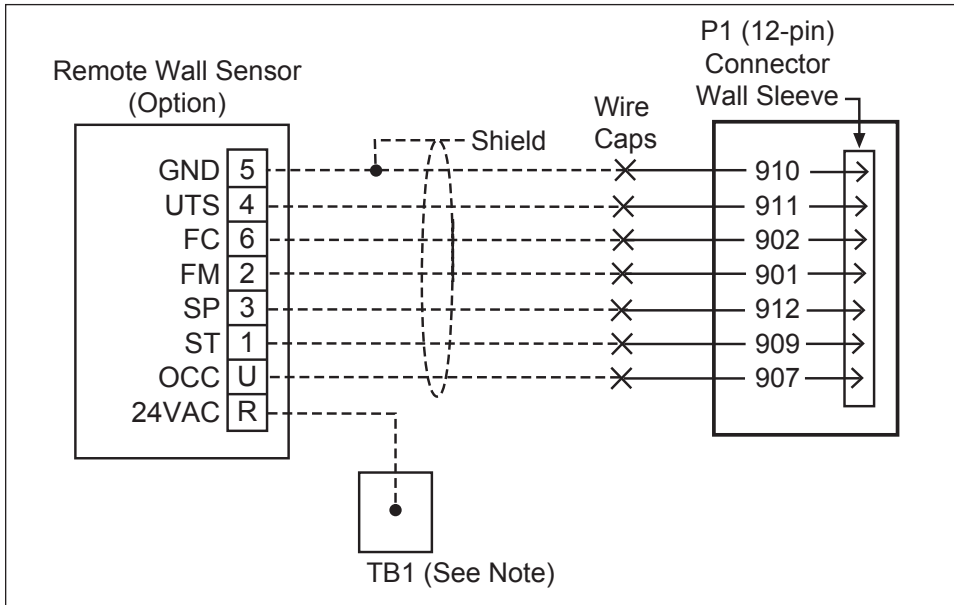 P1 (12-pin)
Connector
Wall Sleeve
Remote Wall Sensor
(Option)
Wire
Caps
Shield
GND 5 910
UTS 4 911
FC 6 902
FM 2 901
SP 3 912
ST 1 909
OCC U 907
24VAC R
TB1 (See Note)